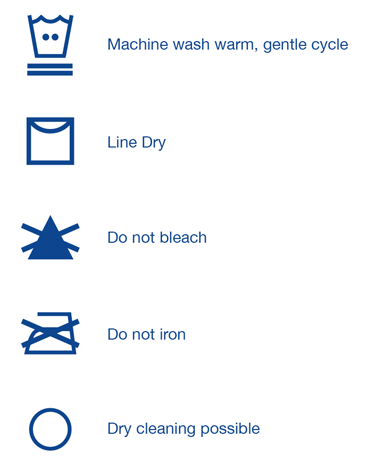 Machine wash warm, gentle cycle
Line Dry
Do not bleach
Do not iron
Dry cleaning possible